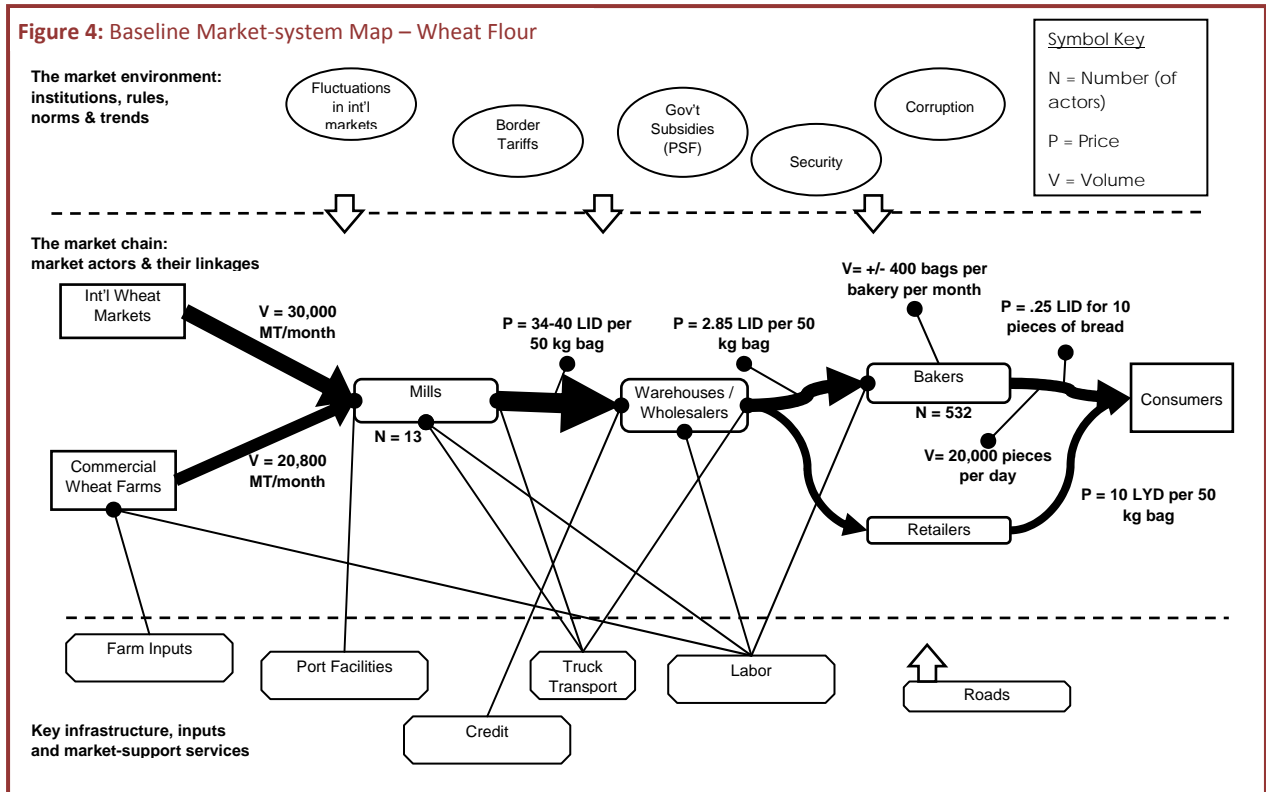 Figure 4: Baseline Market-system Map – Wheat Flour
Symbol Key
N = Number (of
actors)
P = Price
V = Volume
The market environment:
institutions, rules,
norms & trends
Fluctuations
in int'l
markets
Border
Tariffs
Gov't
Subsidies
(PSF)
Security
Corruption
The market chain:
market actors & their linkages
Int'l Wheat
Markets
V = 30,000
MT/month
Commercial
Wheat Farms
V = 20,800
MT/month
Mills
N = 13
P = 34-40 LID per
50 kg bag
Warehouses /
Wholesalers
P = 2.85 LID per 50
kg bag
V= +/- 400 bags per
bakery per month
Bakers
N = 532
P = .25 LID for 10
pieces of bread
V= 20,000 pieces
per day
Retailers
P = 10 LYD per 50
kg bag
Consumers
Farm Inputs
Port Facilities
Truck
Transport
Labor
Roads
Credit
Key infrastructure, inputs
and market-support services